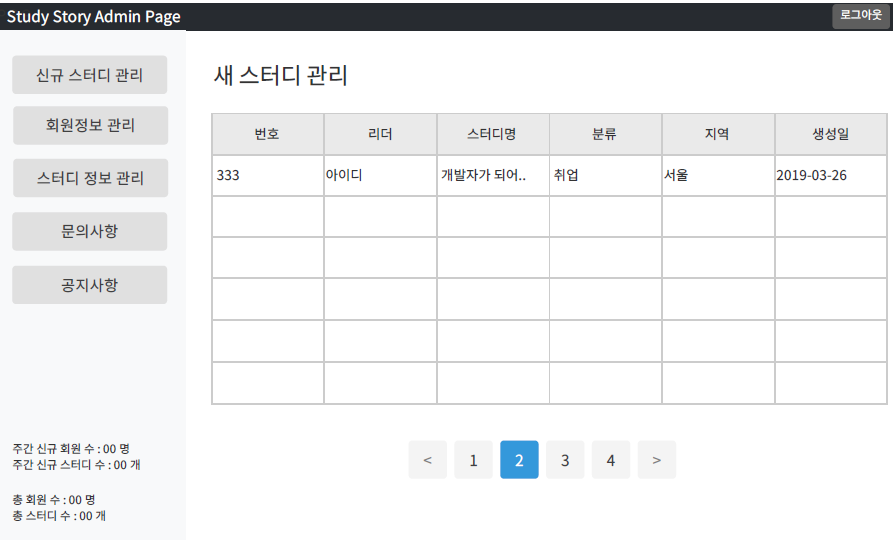 Study Story Admin Page
로그아웃
신규 스터디 관리
회원정보 관리
스터디 정보 관리
문의사항
공지사항
주간 신규 회원 수 : 00 명
주간 신규 스터디 수 : 00 개
총 회원 수 : 00 명
총 스터디 수 : 00 개
새 스터디 관리
번호 리더 스터디명 분류 지역 생성일
333 아이디 개발자가 되어.. 취업 서울 2019-03-26
< 1 2 3 4 >